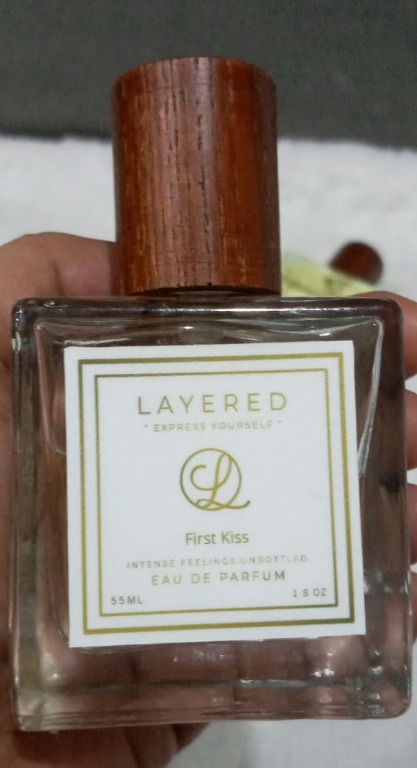 LAYERED
" EXPRESS YOURSELF "
L
First Kiss
INTENSE FEELINGS.UNBOTTLED
EAU DE PARFUM
55ML 1.8 OZ